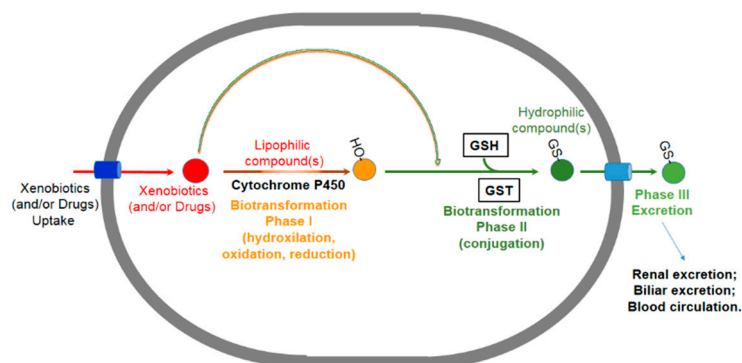 Xenobiotics
(and/or Drugs)
Uptake
Xenobiotics
(and/or Drugs)
Lipophilic
compound(s)
Cytochrome P450
Biotransformation
Phase I
(hydroxilation,
oxidation, reduction)
HO-
GSH
GST
Biotransformation
Phase II
(conjugation)
Hydrophilic
compound(s)
GS-
GS-
Phase III
Excretion
Renal excretion;
Biliar excretion;
Blood circulation.